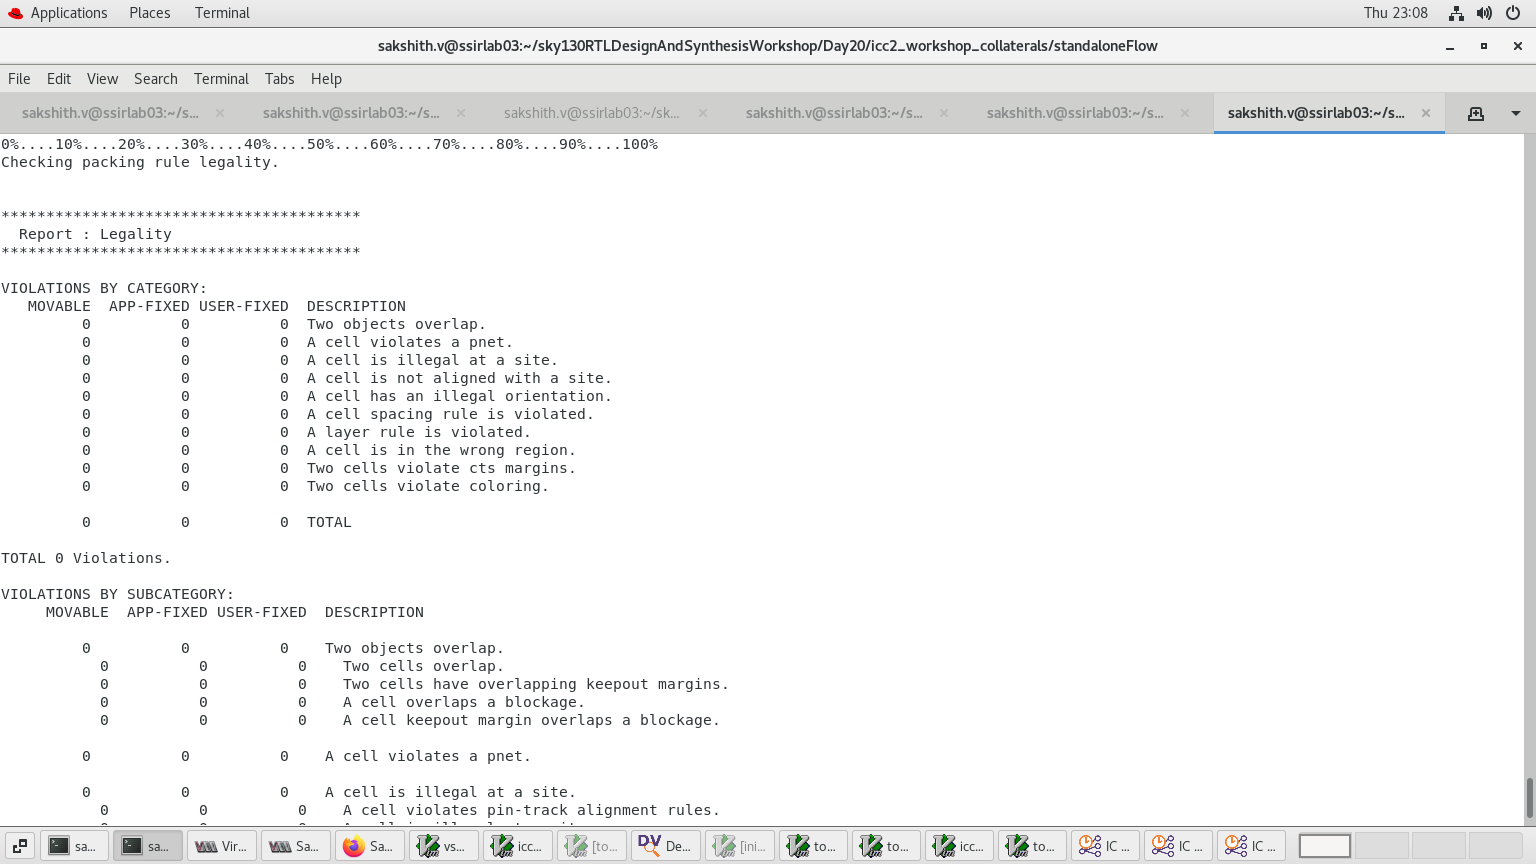 Applications Places Terminal Thu 23:08
sakshith.v@ssirlab03:~/sky130RTLDesignAndSynthesisWorkshop/Day20/icc2_workshop_collaterals/standaloneFlow
File Edit View Search Terminal Tabs Help
sakshith.v@ssirlab03:~/s... × sakshith.v@ssirlab03:~/s... × sakshith.v@ssirlab03:~/sk... × sakshith.v@ssirlab03:~/s... × sakshith.v@ssirlab03:~/s... × sakshith.v@ssirlab03:~/s... ×
0%....10%....20%....30%....40%....50%....60%....70%....80%....90%....100%
Checking packing rule legality.
****************************************
Report : Legality
****************************************
VIOLATIONS BY CATEGORY:
MOVABLE APP-FIXED USER-FIXED DESCRIPTION
0 0 0 Two objects overlap.
0 0 0 A cell violates a pnet.
0 0 0 A cell is illegal at a site.
0 0 0 A cell is not aligned with a site.
0 0 0 A cell has an illegal orientation.
0 0 0 A cell spacing rule is violated.
0 0 0 A layer rule is violated.
0 0 0 A cell is in the wrong region.
0 0 0 Two cells violate cts margins.
0 0 0 Two cells violate coloring.
0 0 0 TOTAL
TOTAL 0 Violations.
VIOLATIONS BY SUBCATEGORY:
MOVABLE APP-FIXED USER-FIXED DESCRIPTION
0 0 0 Two objects overlap.
0 0 0 Two cells overlap.
0 0 0 Two cells have overlapping keepout margins.
0 0 0 A cell overlaps a blockage.
0 0 0 A cell keepout margin overlaps a blockage.
0 0 0 A cell violates a pnet.
0 0 0 A cell is illegal at a site.
0 0 0 A cell violates pin-track alignment rules.
sa... sa... Vir... Sa... Sa... vs... icc... [to... De... [ini... to... to... icc... to... IC ... IC ... IC ...